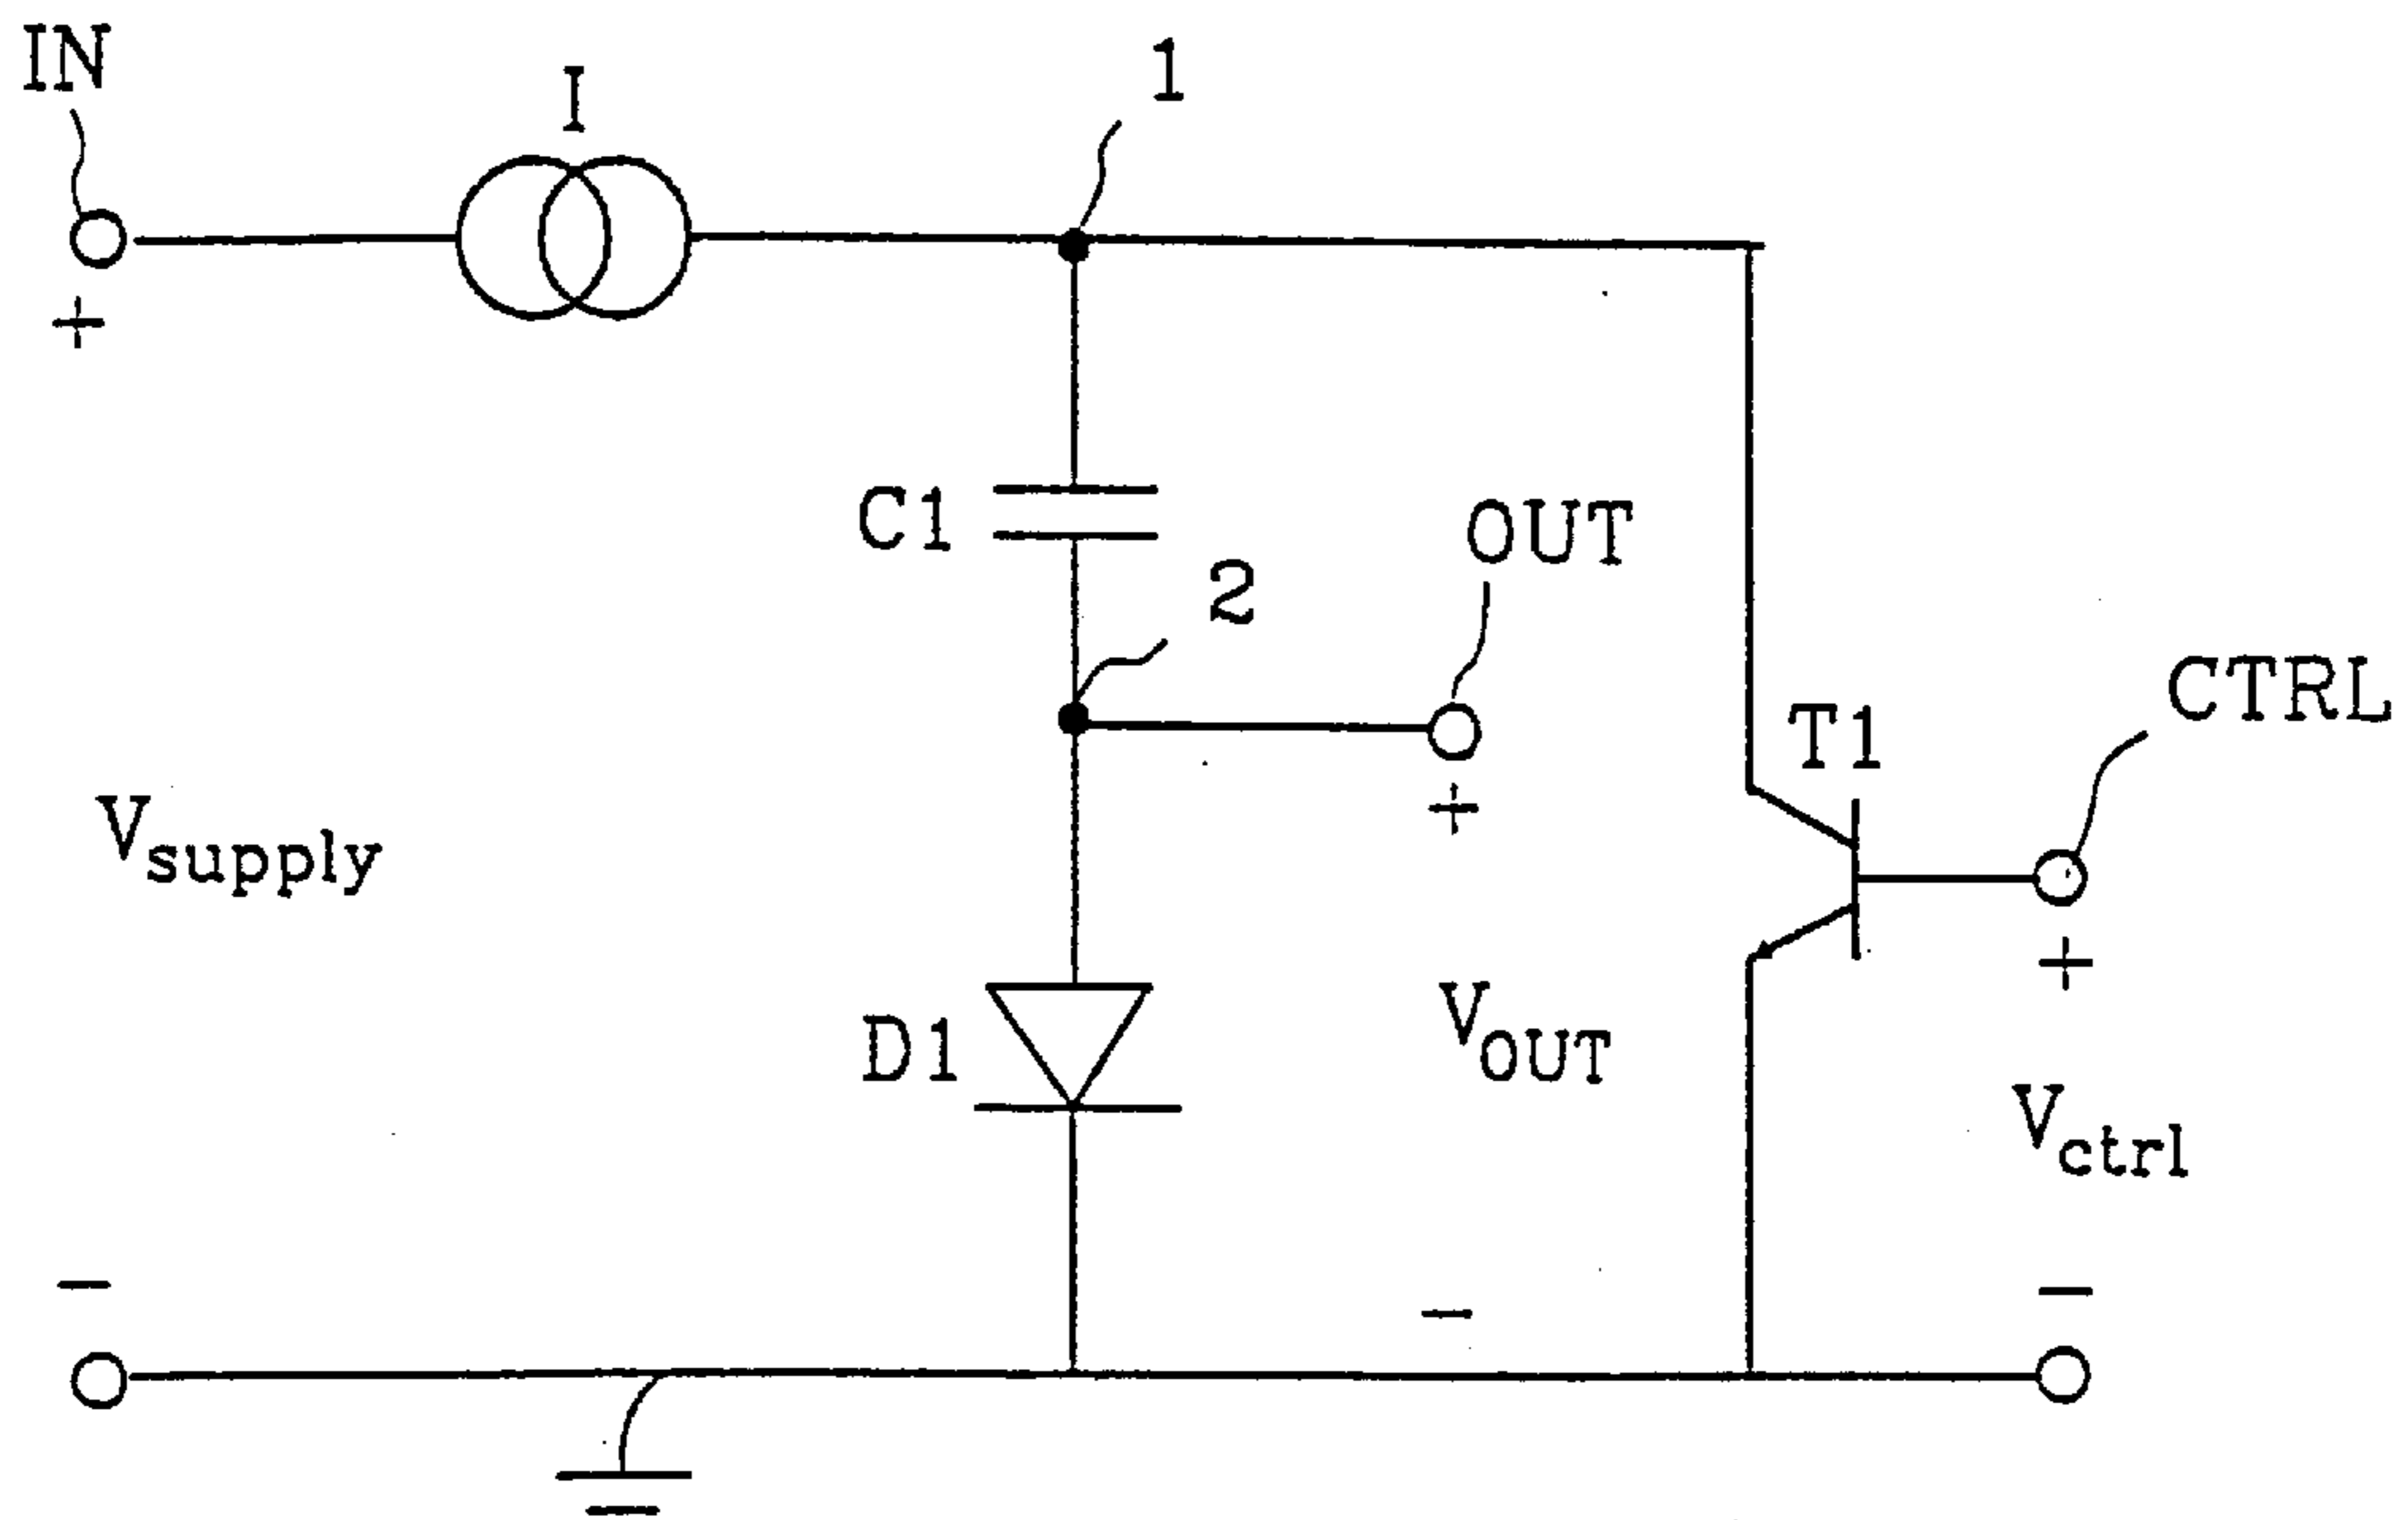 IN
I
1
+
C1
OUT
2
CTRL
T1
+
Vsupply
+
VOUT
D1
Vctrl
−
−
−